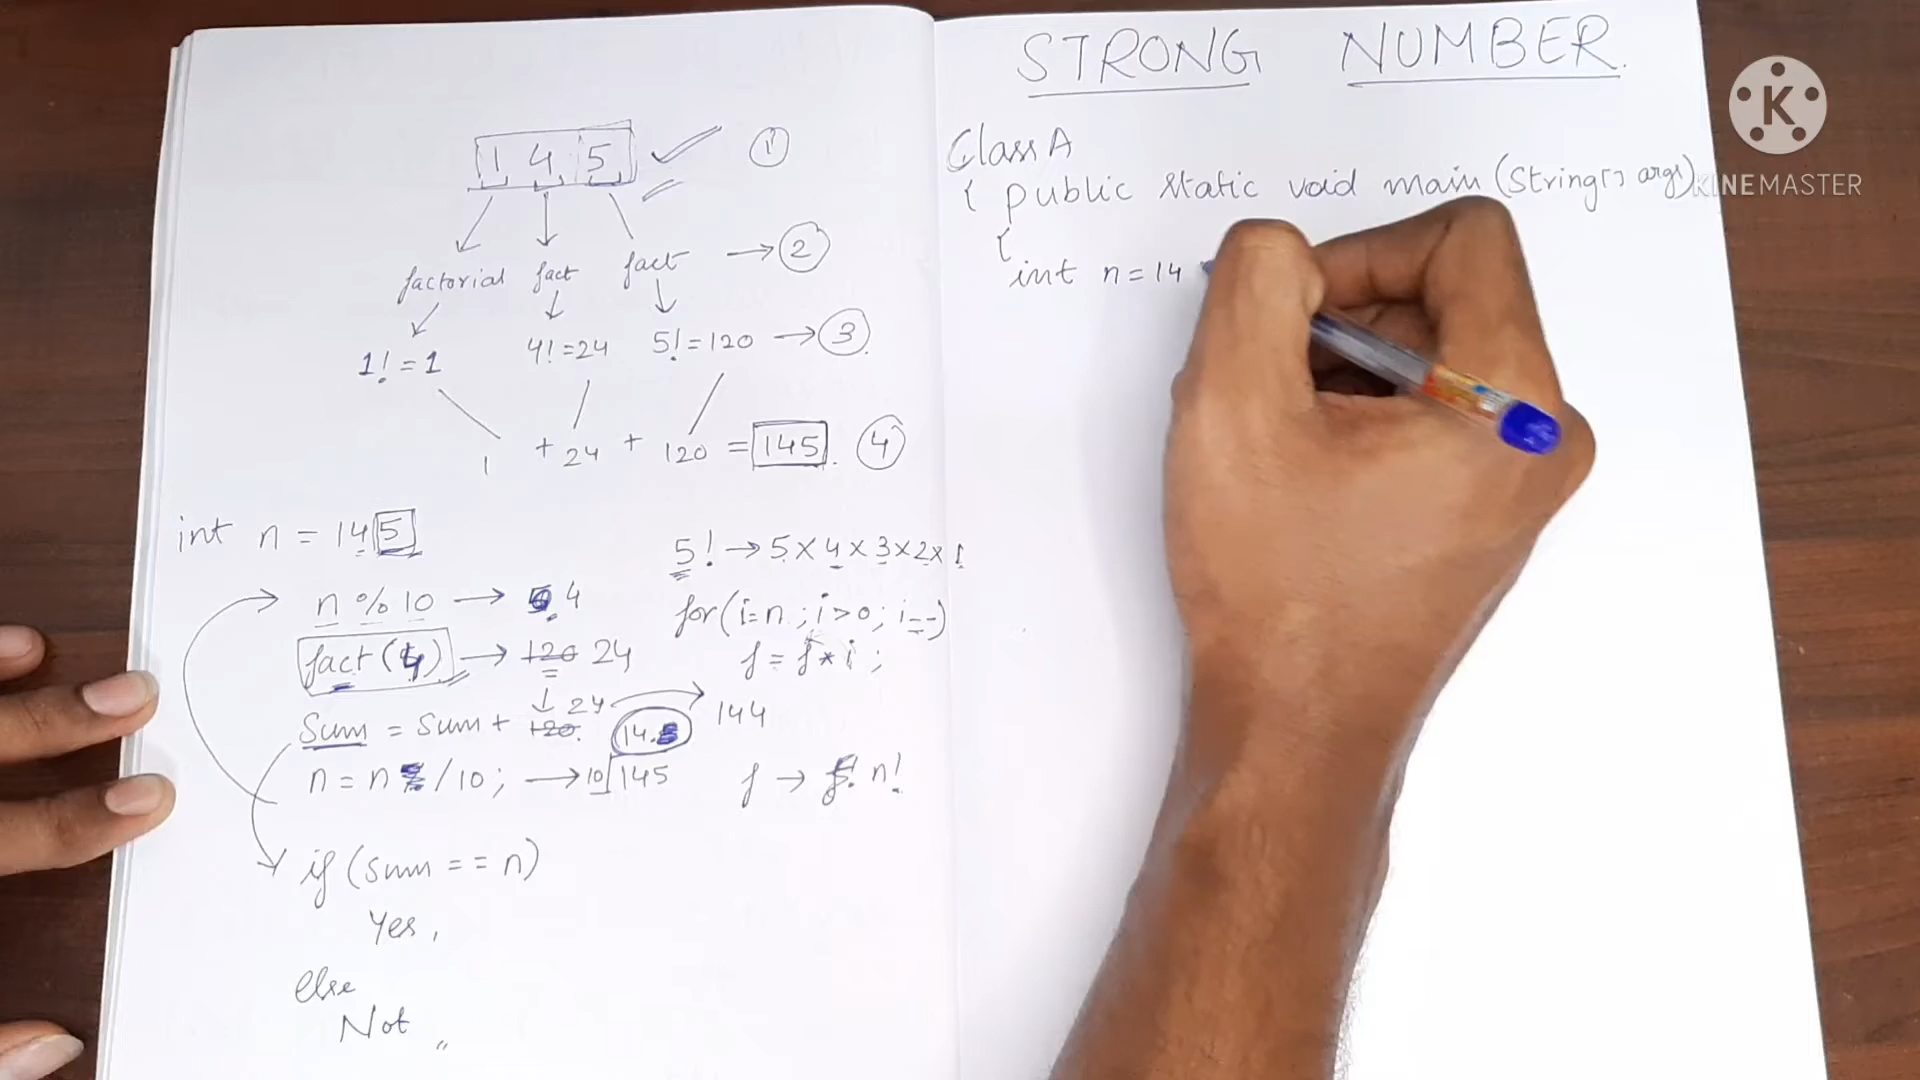 STRONG NUMBER.
1 4 5 ①
factorial fact fact → ②
1! = 1 4! = 24 5! = 120 → ③
1 + 24 + 120 = 145. ④
int n = 145
n % 10 → 4
fact(4) → 120 24
24
sum = sum + 120. 14. 144
n = n / 10 ; → 10 145
if (sum == n)
Yes,
else
Not
5! → 5 x 4 x 3 x 2 x 1
for (i=n ; i>0 ; i--)
f = f * i ;
f → n!
Class A
{ public static void main (String[] args)
{
int n = 14
K
KINEMASTER